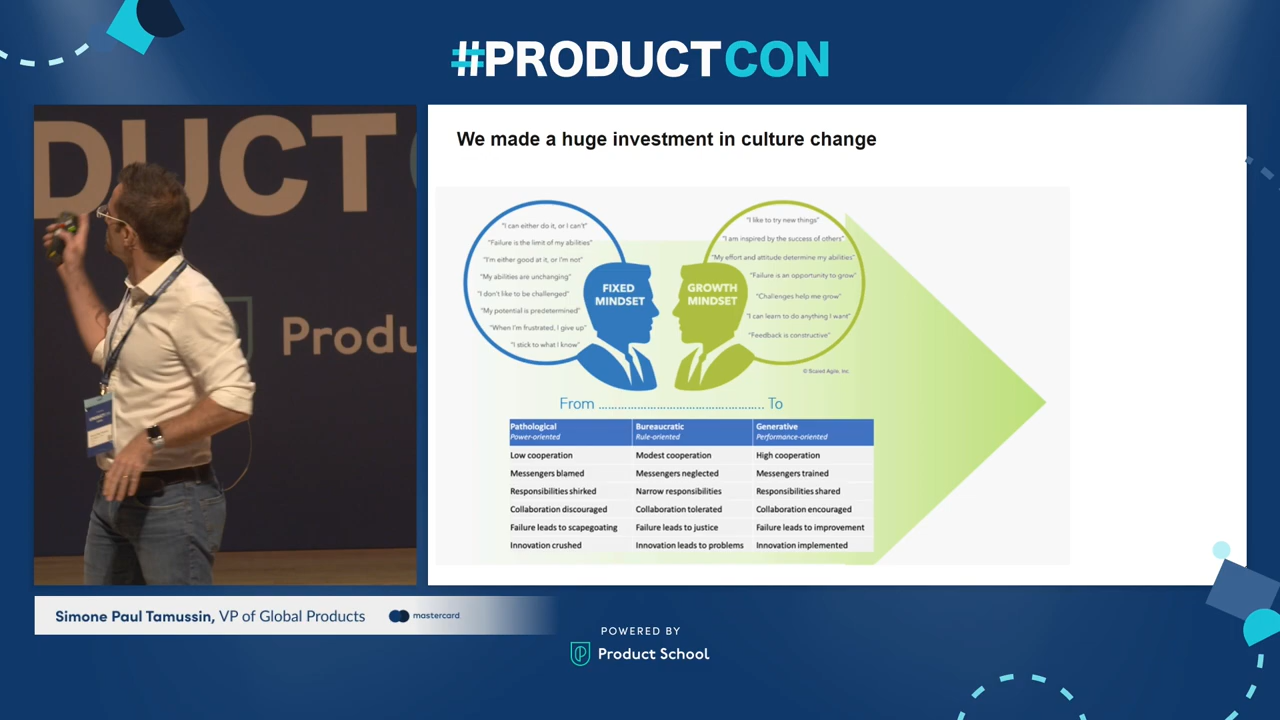 #PRODUCTCON
DUCT
Produ
We made a huge investment in culture change
"I can either do it, or I can't"
"Failure is the limit of my abilities"
"I'm either good at it, or I'm not"
"My abilities are unchanging"
"I don't like to be challenged"
"My potential is predetermined"
"When I'm frustrated, I give up"
"I stick to what I know"
FIXED
MINDSET
GROWTH
MINDSET
"I like to try new things"
"I am inspired by the success of others"
"My effort and attitude determine my abilities"
"Failure is an opportunity to grow"
"Challenges help me grow"
"I can learn to do anything I want"
"Feedback is constructive"
© Scaled Agile, Inc.
From ........................................... To
Pathological Bureaucratic Generative
Power-oriented Rule-oriented Performance-oriented
Low cooperation Modest cooperation High cooperation
Messengers blamed Messengers neglected Messengers trained
Responsibilities shirked Narrow responsibilities Responsibilities shared
Collaboration discouraged Collaboration tolerated Collaboration encouraged
Failure leads to scapegoating Failure leads to justice Failure leads to improvement
Innovation crushed Innovation leads to problems Innovation implemented
Simone Paul Tamussin, VP of Global Products mastercard
POWERED BY
Product School